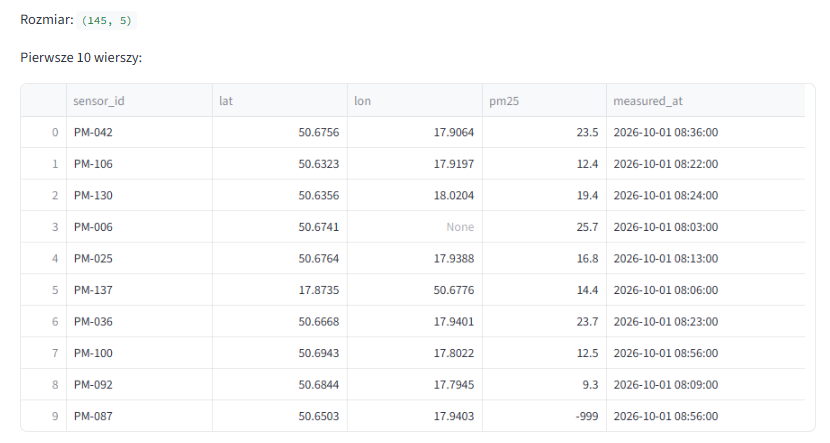 Rozmiar: (145, 5)
Pierwsze 10 wierszy:
sensor_id lat lon pm25 measured_at
0 PM-042 50.6756 17.9064 23.5 2026-10-01 08:36:00
1 PM-106 50.6323 17.9197 12.4 2026-10-01 08:22:00
2 PM-130 50.6356 18.0204 19.4 2026-10-01 08:24:00
3 PM-006 50.6741 None 25.7 2026-10-01 08:03:00
4 PM-025 50.6764 17.9388 16.8 2026-10-01 08:13:00
5 PM-137 17.8735 50.6776 14.4 2026-10-01 08:06:00
6 PM-036 50.6668 17.9401 23.7 2026-10-01 08:23:00
7 PM-100 50.6943 17.8022 12.5 2026-10-01 08:56:00
8 PM-092 50.6844 17.7945 9.3 2026-10-01 08:09:00
9 PM-087 50.6503 17.9403 -999 2026-10-01 08:56:00